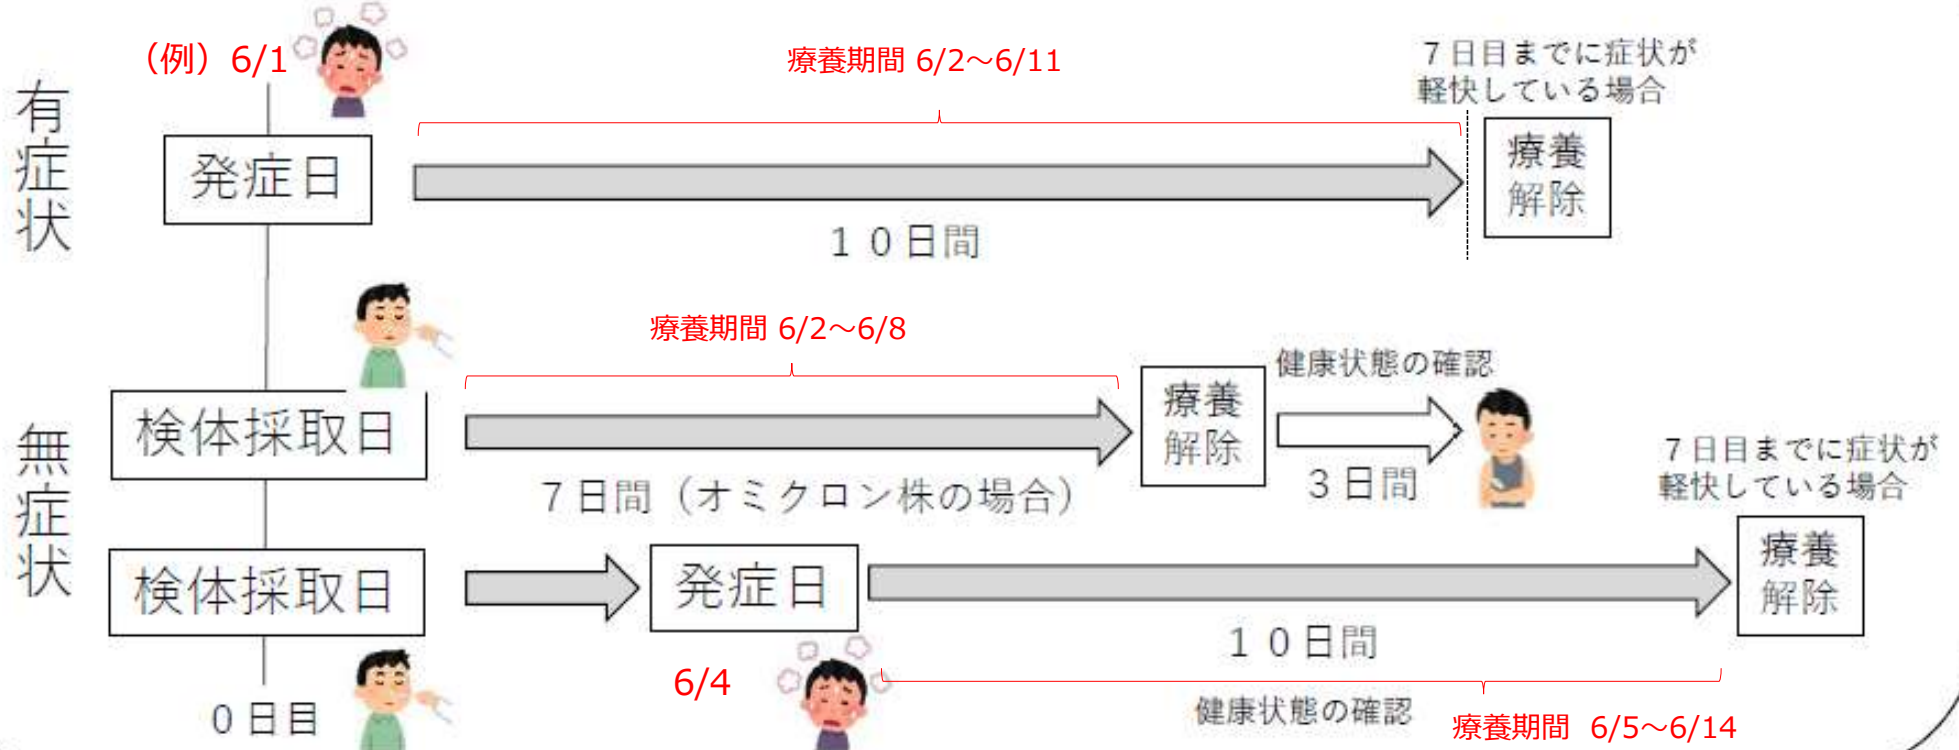 有症状
（例）6/1
療養期間 6/2～6/11
７日目までに症状が
軽快している場合
発症日
療養
解除
１０日間
無症状
療養期間 6/2～6/8
検体採取日
療養
解除
健康状態の確認
７日間（オミクロン株の場合）
３日間
７日目までに症状が
軽快している場合
検体採取日
発症日
療養
解除
１０日間
6/4
０日目
健康状態の確認
療養期間 6/5～6/14